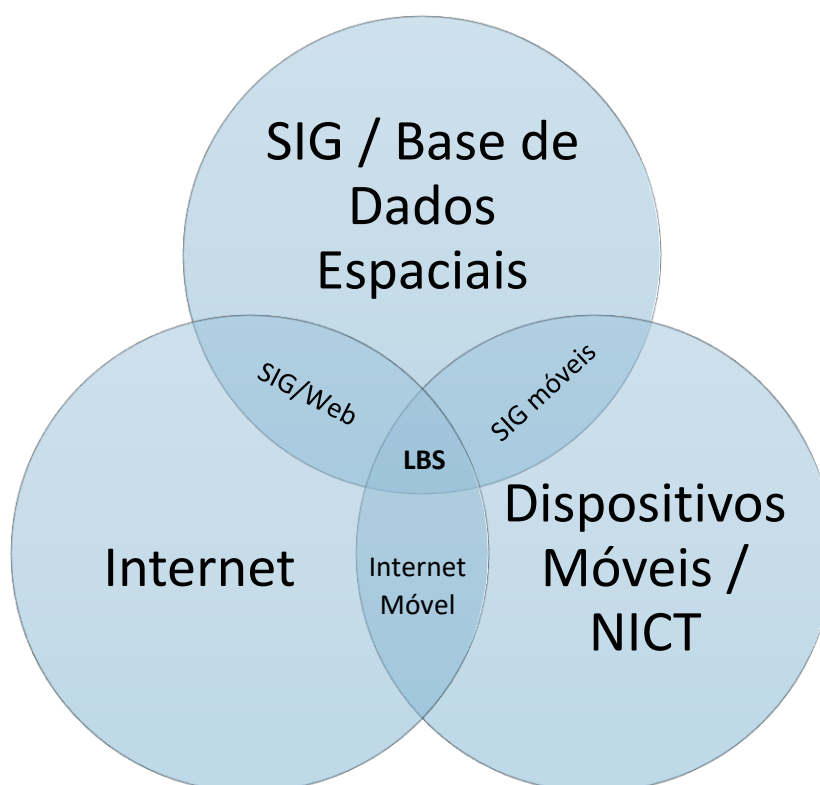 SIG / Base de
Dados
Espaciais
SIG/Web
SIG móveis
LBS
Internet
Internet
Móvel
Dispositivos
Móveis /
NICT